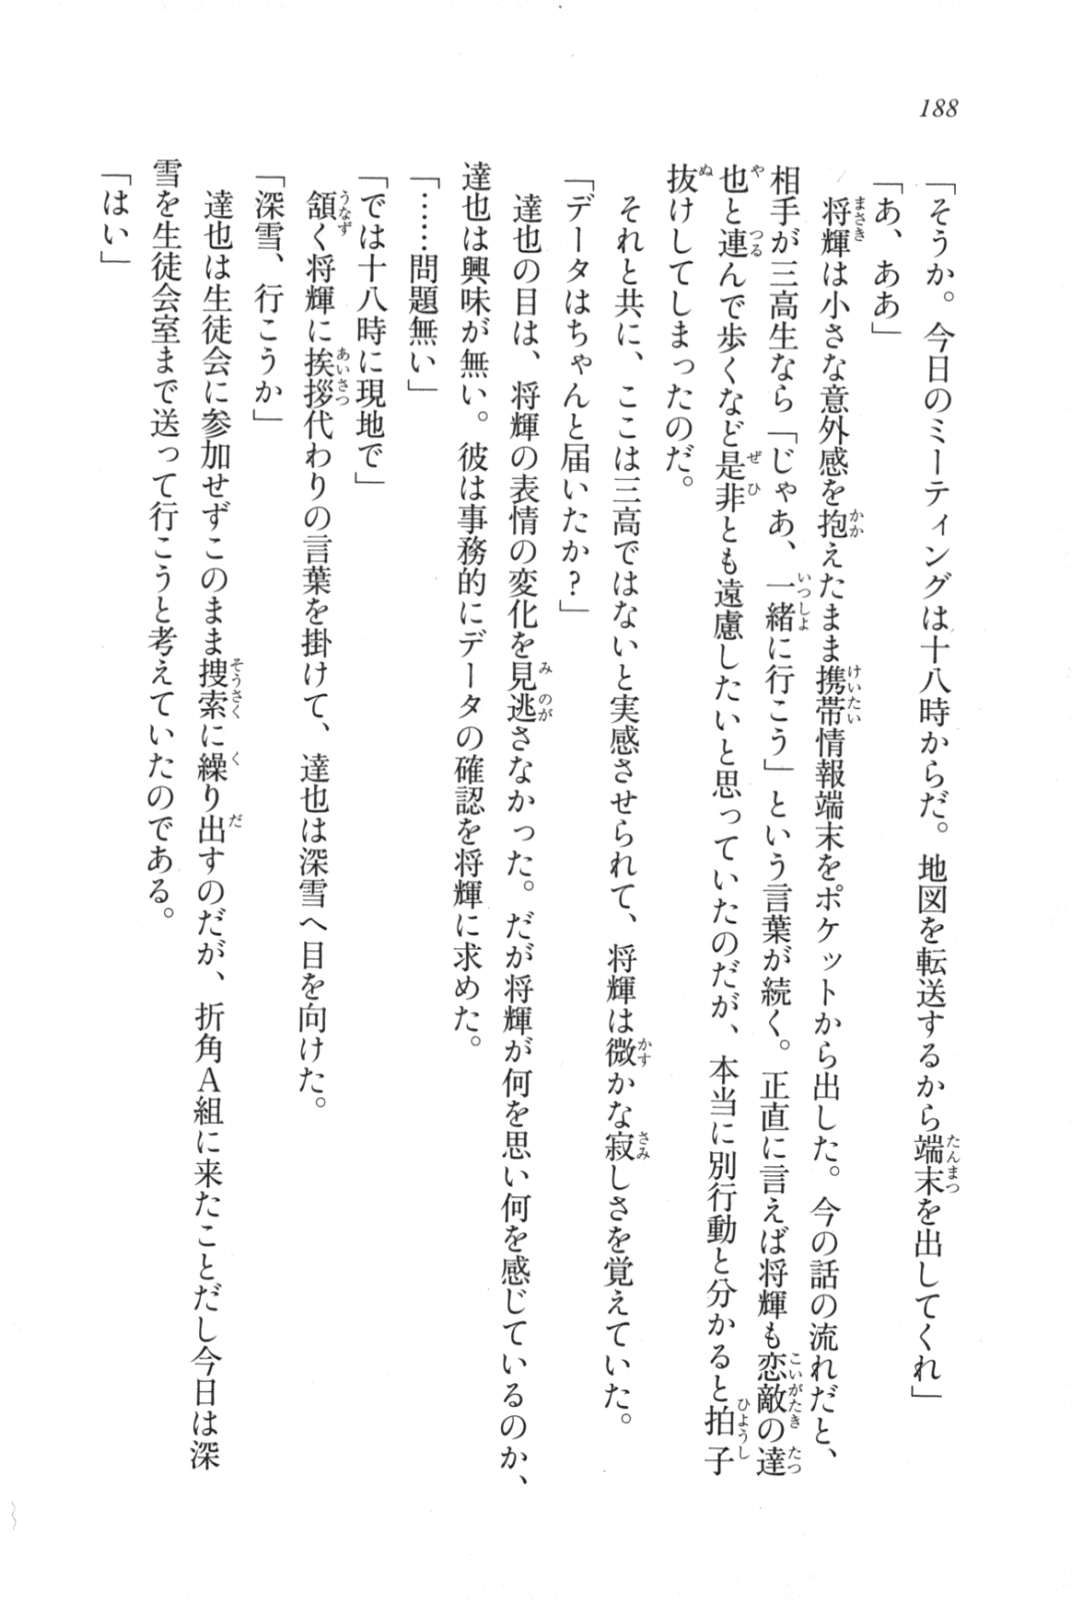 188
「そうか。今日のミーティングは十八時からだ。地図を転送するから端末を出してくれ」
「あ、ああ」
　将輝は小さな意外感を抱えたまま携帯情報端末をポケットから出した。今の話の流れだと、
相手が三高生なら「じゃあ、一緒に行こう」という言葉が続く。正直に言えば将輝も恋敵の達
也と連んで歩くなど是非とも遠慮したいと思っていたのだが、本当に別行動と分かると拍子
抜けしてしまったのだ。
　それと共に、ここは三高ではないと実感させられて、将輝は微かな寂しさを覚えていた。
「データはちゃんと届いたか?」
　達也の目は、将輝の表情の変化を見逃さなかった。だが将輝が何を思い何を感じているのか、
達也は興味が無い。彼は事務的にデータの確認を将輝に求めた。
「……問題無い」
「では十八時に現地で」
　頷く将輝に挨拶代わりの言葉を掛けて、達也は深雪へ目を向けた。
「深雪、行こうか」
　達也は生徒会に参加せずこのまま捜索に繰り出すのだが、折角A組に来たことだし今日は深
雪を生徒会室まで送って行こうと考えていたのである。
「はい」